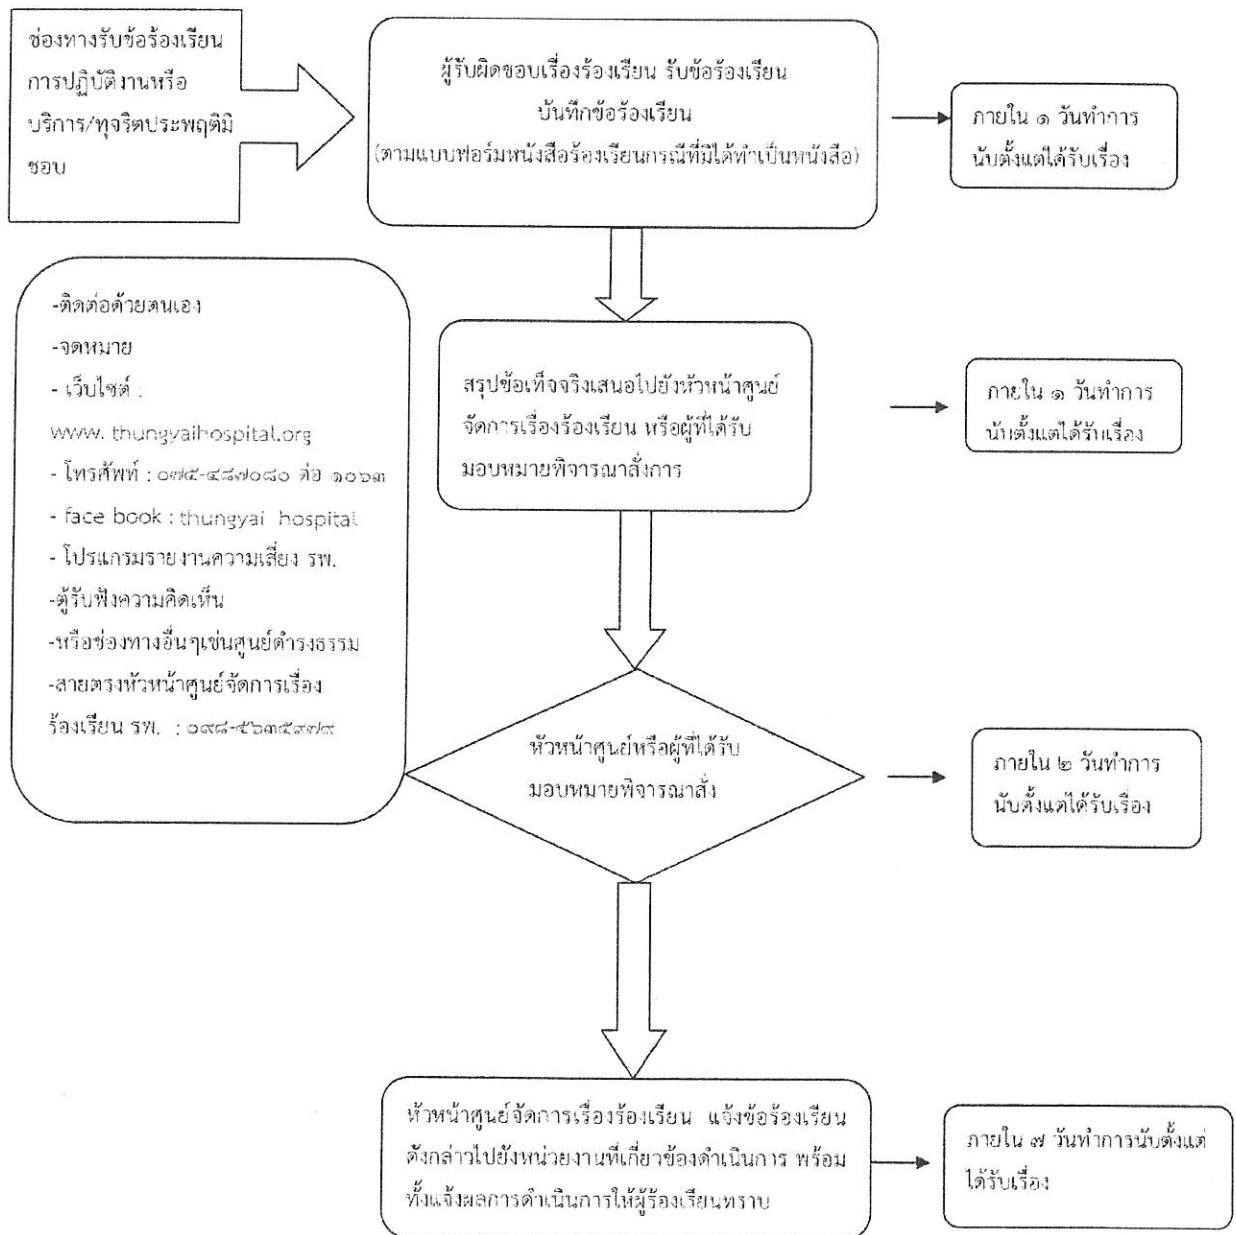 ช่องทางรับข้อร้องเรียน
การปฏิบัติงานหรือ
บริการ/ทุจริตประพฤติมิ
ชอบ
ผู้รับผิดชอบเรื่องร้องเรียน รับข้อร้องเรียน
บันทึกข้อร้องเรียน
(ตามแบบฟอร์มหนังสือร้องเรียนกรณีที่มิได้ทำเป็นหนังสือ)
ภายใน ๑ วันทำการ
นับตั้งแต่ได้รับเรื่อง
-ติดต่อด้วยตนเอง
-จดหมาย
- เว็บไซต์ :
www. thungyaihospital.org
- โทรศัพท์ : ๐๗๕-๔๘๗๐๘๐ ต่อ ๑๐๖๓
- face book : thungyai hospital
- โปรแกรมรายงานความเสี่ยง รพ.
-ตู้รับฟังความคิดเห็น
-หรือช่องทางอื่นๆเช่นศูนย์ดำรงธรรม
-สายตรงหัวหน้าศูนย์จัดการเรื่อง
ร้องเรียน รพ. : ๐๙๘-๕๖๓๕๙๗๙
สรุปข้อเท็จจริงเสนอไปยังหัวหน้าศูนย์
จัดการเรื่องร้องเรียน หรือผู้ที่ได้รับ
มอบหมายพิจารณาสั่งการ
ภายใน ๑ วันทำการ
นับตั้งแต่ได้รับเรื่อง
หัวหน้าศูนย์หรือผู้ที่ได้รับ
มอบหมายพิจารณาสั่ง
ภายใน ๒ วันทำการ
นับตั้งแต่ได้รับเรื่อง
หัวหน้าศูนย์จัดการเรื่องร้องเรียน แจ้งข้อร้องเรียน
ดังกล่าวไปยังหน่วยงานที่เกี่ยวข้องดำเนินการ พร้อม
ทั้งแจ้งผลการดำเนินการให้ผู้ร้องเรียนทราบ
ภายใน ๗ วันทำการนับตั้งแต่
ได้รับเรื่อง